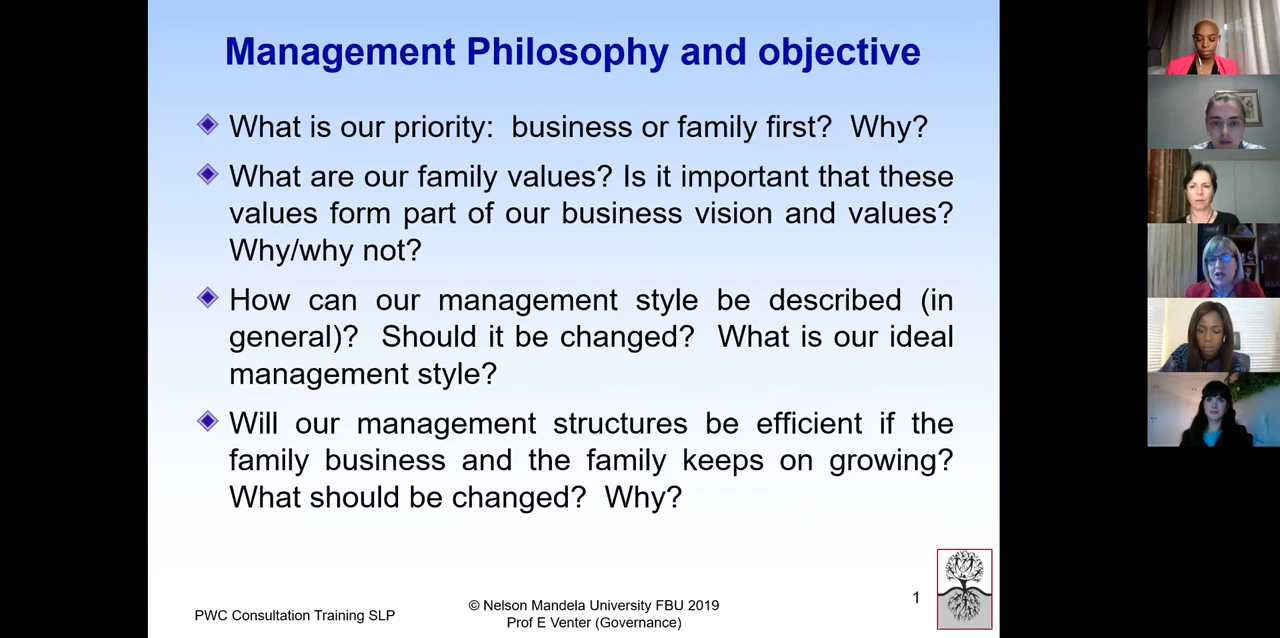 Management Philosophy and objective
What is our priority: business or family first? Why?
What are our family values? Is it important that these
values form part of our business vision and values?
Why/why not?
How can our management style be described (in
general)? Should it be changed? What is our ideal
management style?
Will our management structures be efficient if the
family business and the family keeps on growing?
What should be changed? Why?
PWC Consultation Training SLP
© Nelson Mandela University FBU 2019
Prof E Venter (Governance)
1